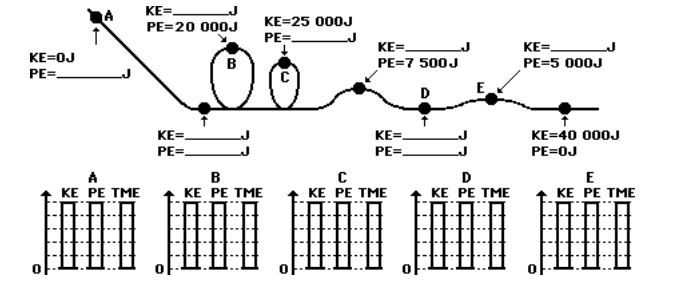 A
KE=0J
PE=________J
KE=________J
PE=20 000J
B
KE=25 000J
PE=________J
C
KE=________J
PE=________J
KE=________J
PE=7 500J
D
KE=________J
PE=________J
E
KE=________J
PE=5 000J
KE=40 000J
PE=0J
A
KE PE TME
0
B
KE PE TME
0
C
KE PE TME
0
D
KE PE TME
0
E
KE PE TME
0